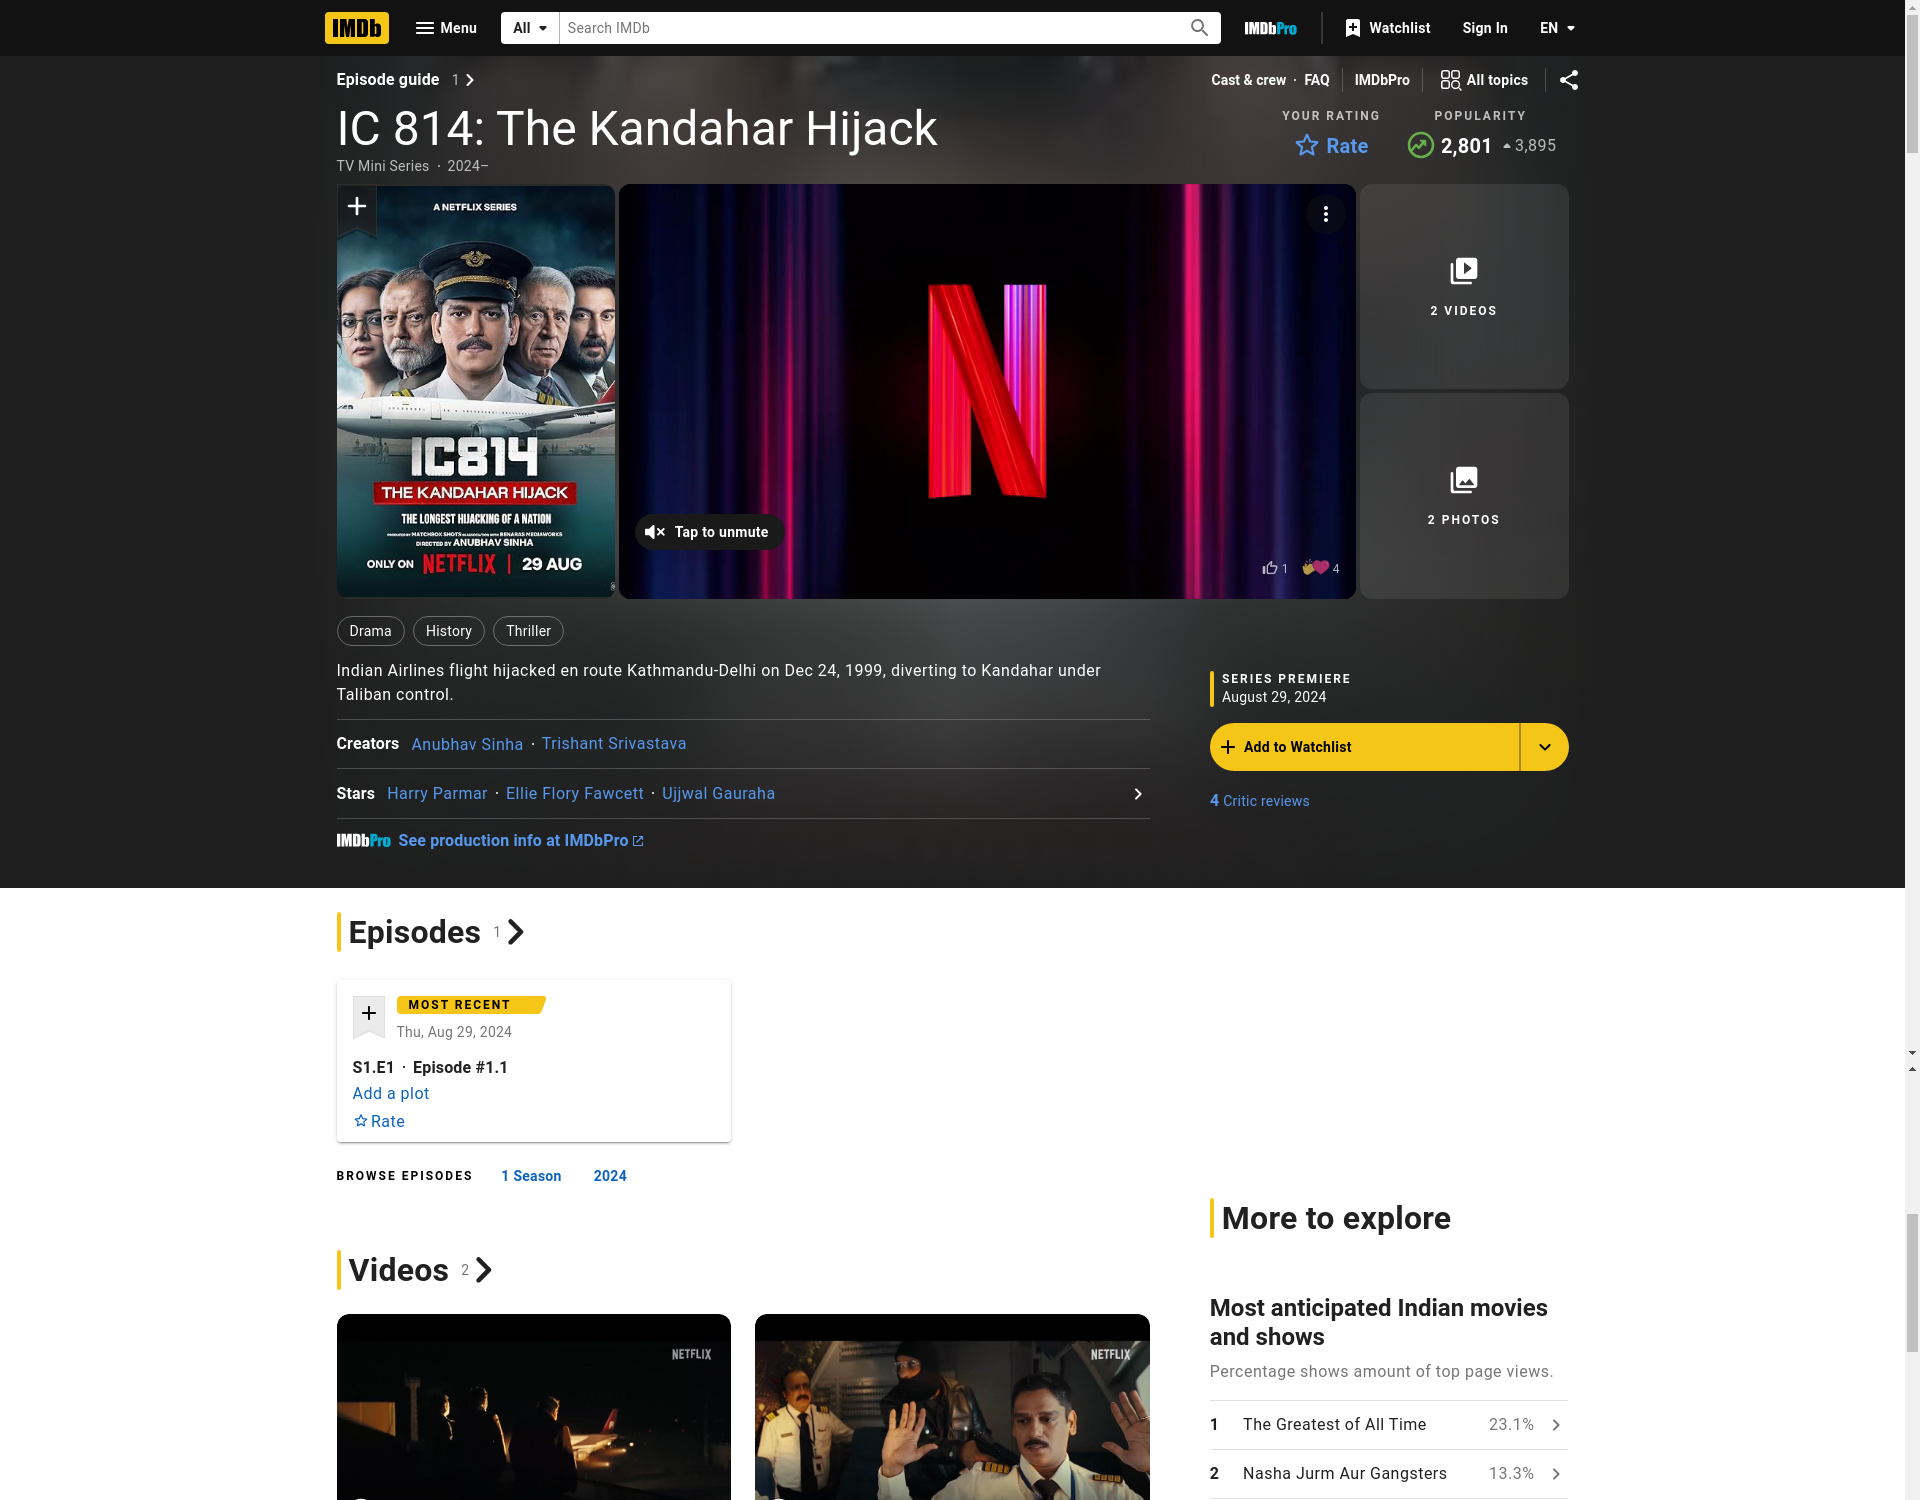 IMDb
Menu
All
Search IMDb
IMDbPro
Watchlist
Sign In
EN
Episode guide 1
Cast & crew · FAQ
IMDbPro
All topics
IC 814: The Kandahar Hijack
TV Mini Series · 2024–
YOUR RATING
Rate
POPULARITY
2,801 3,895
A NETFLIX SERIES
IC814
THE KANDAHAR HIJACK
THE LONGEST HIJACKING OF A NATION
PRODUCED BY MATCHBOX SHOTS IN ASSOCIATION WITH BENARAS MEDIAWORKS
DIRECTED BY ANUBHAV SINHA
ONLY ON NETFLIX | 29 AUG
N
Tap to unmute
1
4
2 VIDEOS
2 PHOTOS
Drama
History
Thriller
Indian Airlines flight hijacked en route Kathmandu-Delhi on Dec 24, 1999, diverting to Kandahar under
Taliban control.
Creators Anubhav Sinha · Trishant Srivastava
Stars Harry Parmar · Ellie Flory Fawcett · Ujjwal Gauraha
IMDbPro See production info at IMDbPro
SERIES PREMIERE
August 29, 2024
Add to Watchlist
4 Critic reviews
Episodes 1
MOST RECENT
Thu, Aug 29, 2024
S1.E1 · Episode #1.1
Add a plot
Rate
BROWSE EPISODES 1 Season 2024
Videos 2
NETFLIX
NETFLIX
More to explore
Most anticipated Indian movies
and shows
Percentage shows amount of top page views.
1 The Greatest of All Time 23.1%
2 Nasha Jurm Aur Gangsters 13.3%